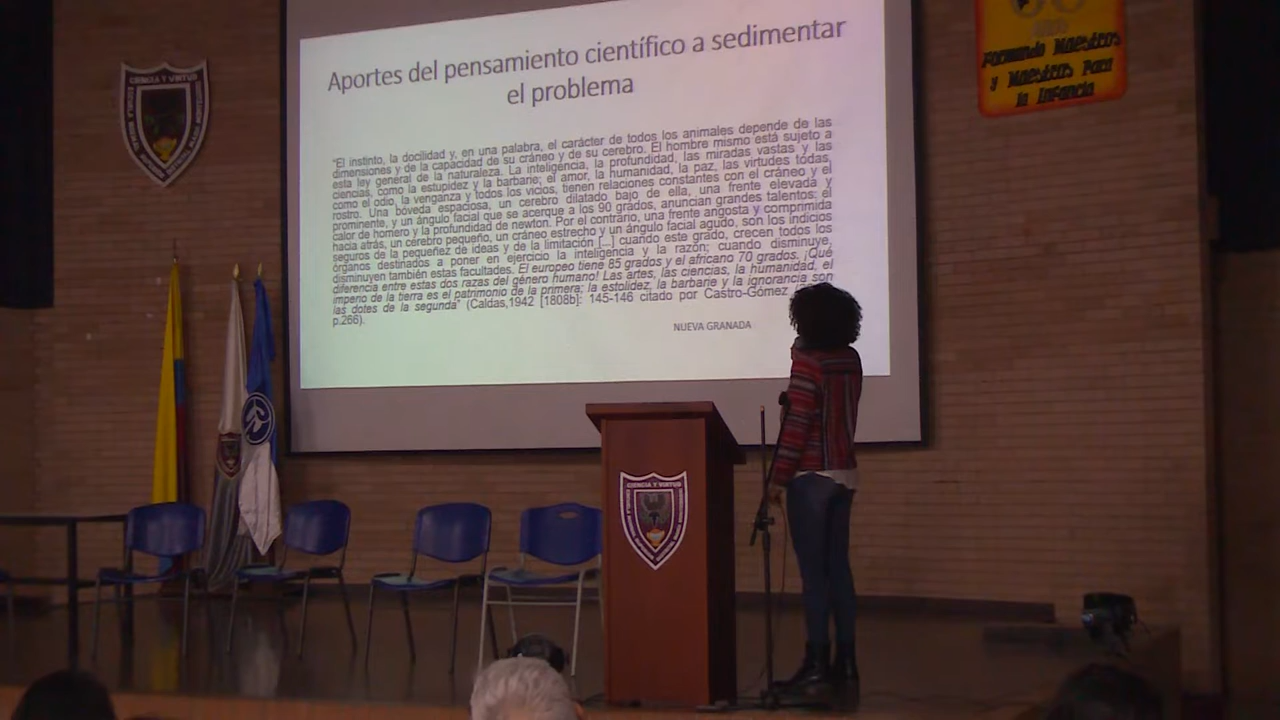 Aportes del pensamiento científico a sedimentar
el problema
"El instinto, la docilidad y, en una palabra, el carácter de todos los animales depende de las
dimensiones y de la capacidad de su cráneo y de su cerebro. El hombre mismo está sujeto a
esta ley general de la naturaleza. La inteligencia, la profundidad, las miradas vastas y las
ciencias, como la estupidez y la barbarie; el amor, la humanidad, la paz, las virtudes todas,
como el odio, la venganza y todos los vicios, tienen relaciones constantes con el cráneo y el
rostro. Una bóveda espaciosa, un cerebro dilatado bajo de ella, una frente elevada y
prominente, y un ángulo facial que se acerque a los 90 grados, anuncian grandes talentos; el
calor de homero y la profundidad de newton. Por el contrario, una frente angosta y comprimida
hacia atrás, un cerebro pequeño, un cráneo estrecho y un ángulo facial agudo, son los indicios
seguros de la pequeñez de ideas y de la limitación [...] cuando este grado, crecen todos los
órganos destinados a poner en ejercicio la inteligencia y la razón; cuando disminuye,
disminuyen también estas facultades. El europeo tiene 85 grados y el africano 70 grados. ¡Qué
diferencia entre estas dos razas del género humano! Las artes, las ciencias, la humanidad, el
imperio de la tierra es el patrimonio de la primera; la estolidez, la barbarie y la ignorancia son
las dotes de la segunda" (Caldas,1942 [1808b]: 145-146 citado por Castro-Gómez
p.266).
NUEVA GRANADA
CIENCIA Y VIRTUD
Formando Maestros
y Maestras Para
la Infancia
CIENCIA Y VIRTUD